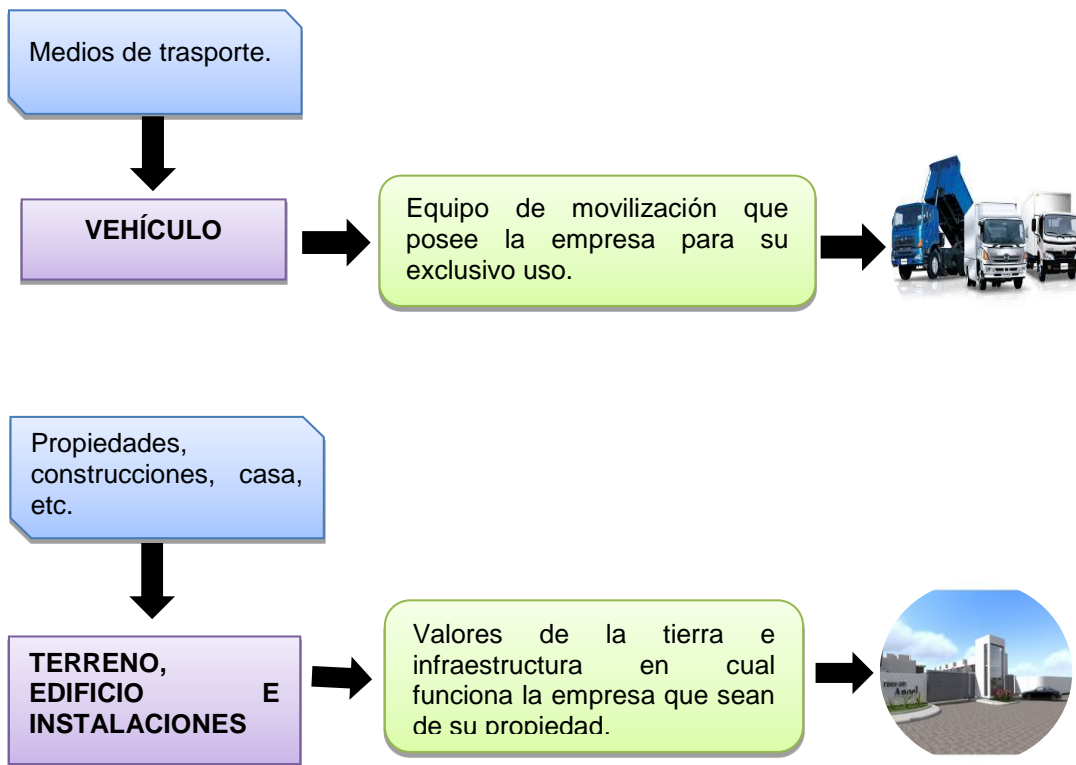 Medios de trasporte.
VEHÍCULO
Equipo de movilización que
posee la empresa para su
exclusivo uso.
Propiedades,
construcciones, casa,
etc.
TERRENO,
EDIFICIO E
INSTALACIONES
Valores de la tierra e
infraestructura en cual
funciona la empresa que sean
de su propiedad.